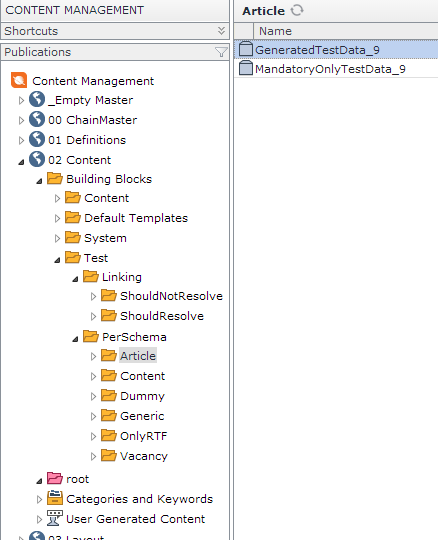 CONTENT MANAGEMENT
Shortcuts
Publications
Content Management
_Empty Master
00 ChainMaster
01 Definitions
02 Content
Building Blocks
Content
Default Templates
System
Test
Linking
ShouldNotResolve
ShouldResolve
PerSchema
Article
Content
Dummy
Generic
OnlyRTF
Vacancy
root
Categories and Keywords
User Generated Content
03 Layout
Article
Name
GeneratedTestData_9
MandatoryOnlyTestData_9